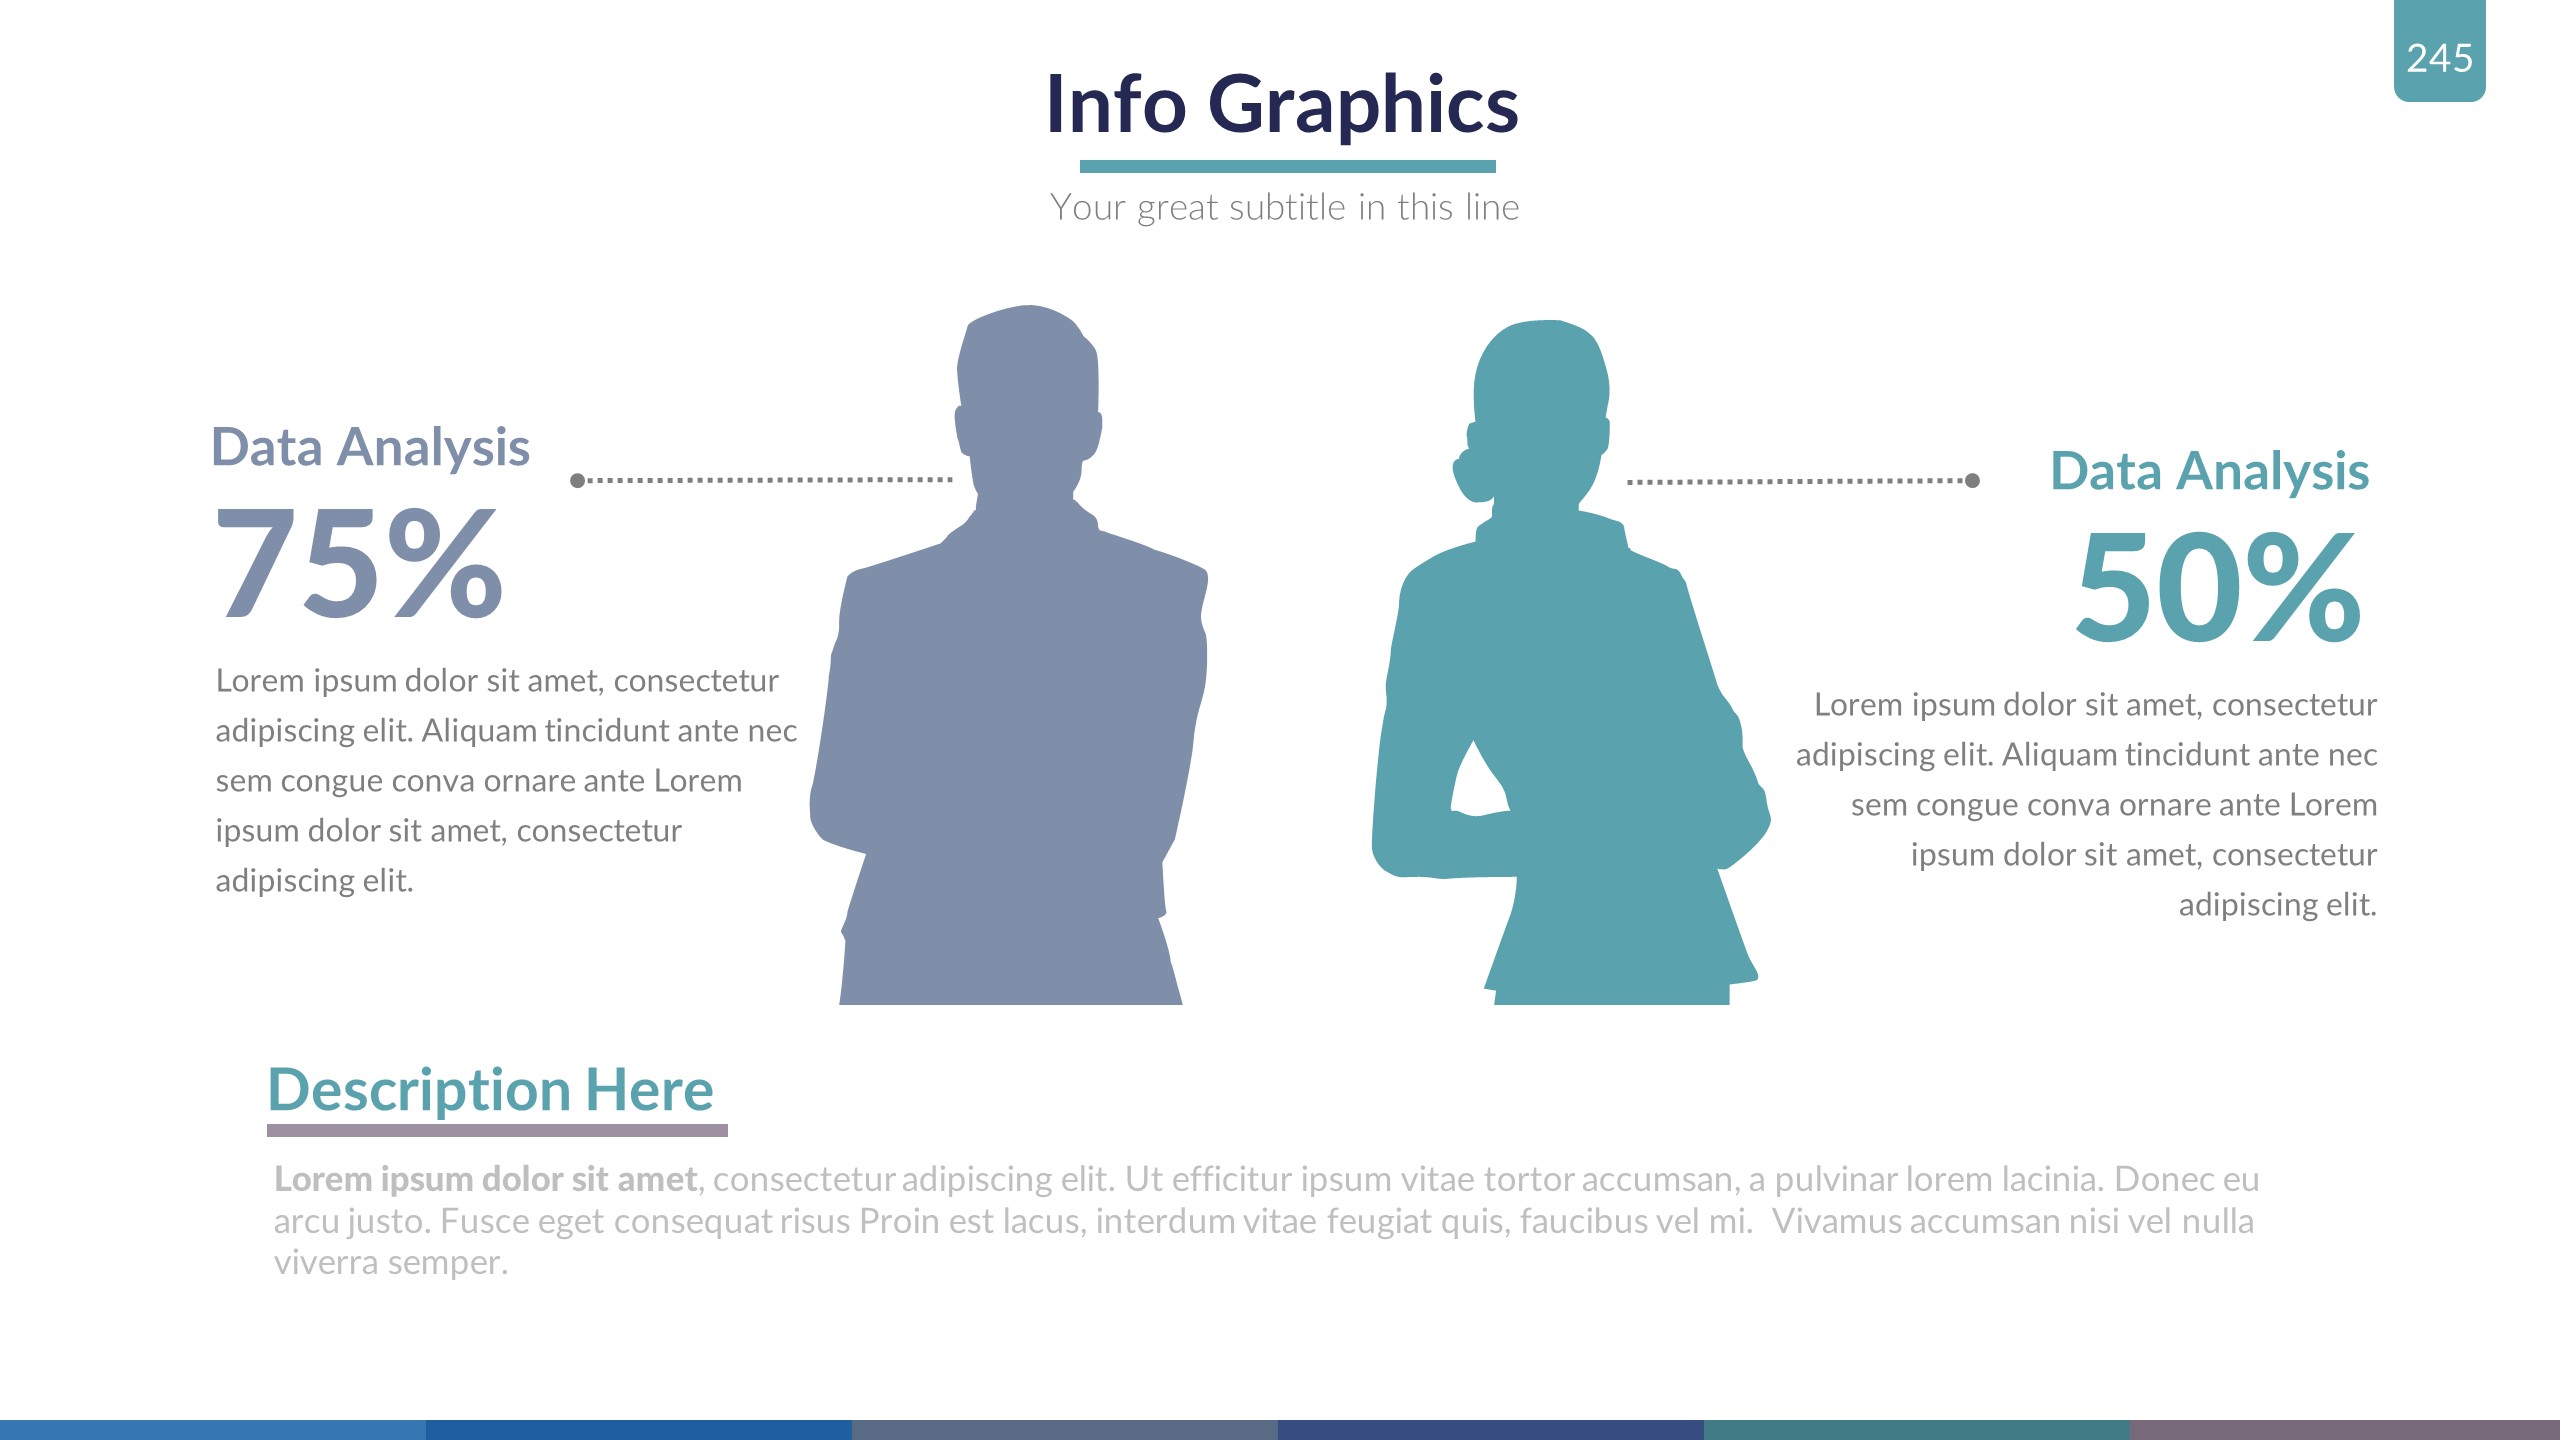 245
Info Graphics
Your great subtitle in this line
Data Analysis
75%
Lorem ipsum dolor sit amet, consectetur
adipiscing elit. Aliquam tincidunt ante nec
sem congue conva ornare ante Lorem
ipsum dolor sit amet, consectetur
adipiscing elit.
Data Analysis
50%
Lorem ipsum dolor sit amet, consectetur
adipiscing elit. Aliquam tincidunt ante nec
sem congue conva ornare ante Lorem
ipsum dolor sit amet, consectetur
adipiscing elit.
Description Here
Lorem ipsum dolor sit amet, consectetur adipiscing elit. Ut efficitur ipsum vitae tortor accumsan, a pulvinar lorem lacinia. Donec eu
arcu justo. Fusce eget consequat risus Proin est lacus, interdum vitae feugiat quis, faucibus vel mi.  Vivamus accumsan nisi vel nulla
viverra semper.